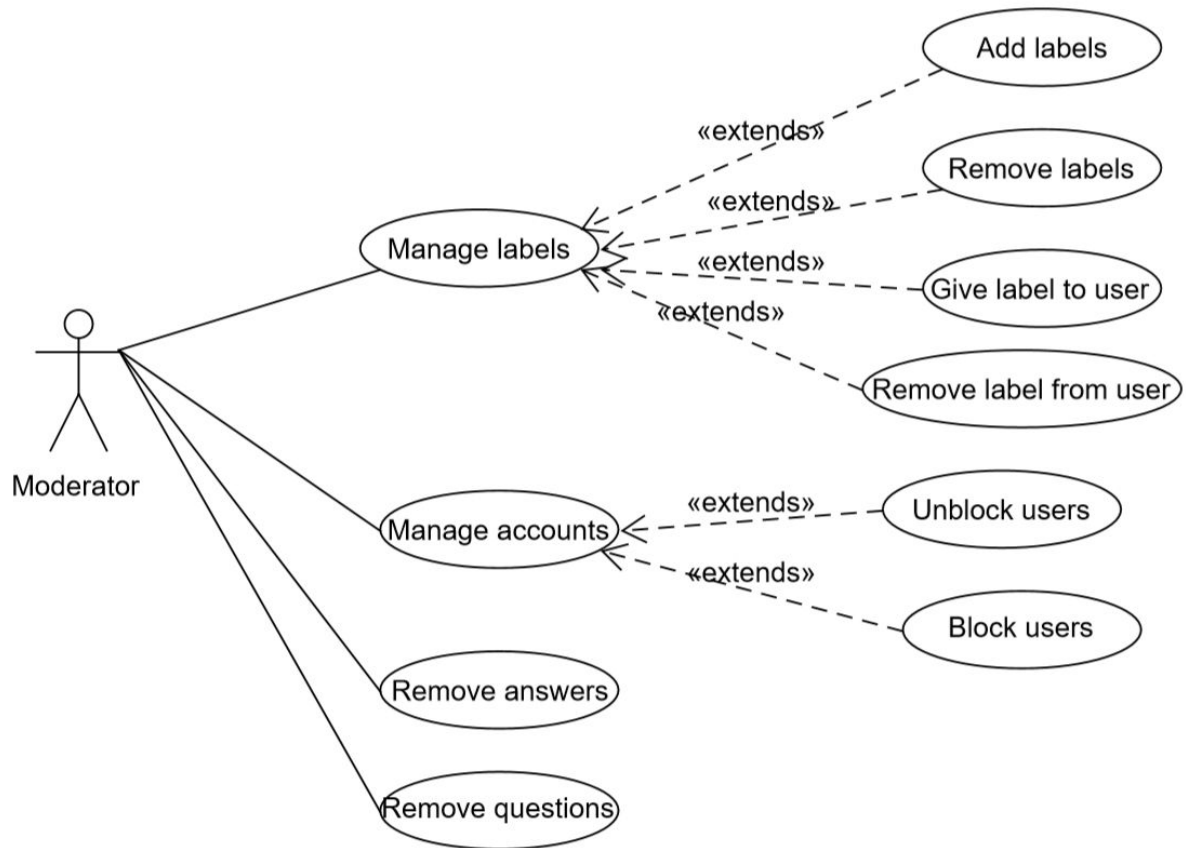 Add labels
«extends»
Remove labels
«extends»
Manage labels
«extends»
Give label to user
«extends»
Remove label from user
Moderator
«extends»
Unblock users
Manage accounts
«extends»
Block users
Remove answers
Remove questions